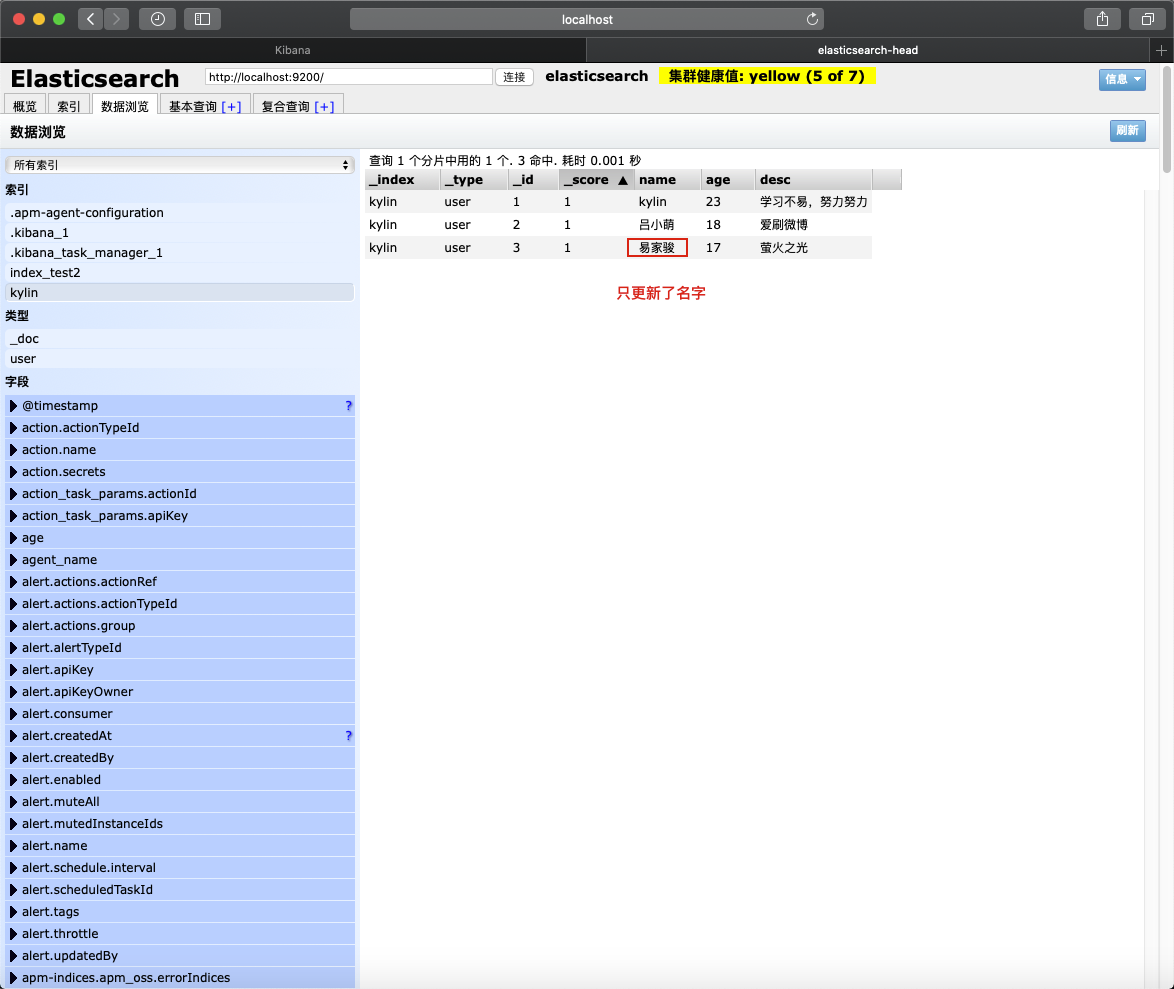 localhost
Kibana
elasticsearch-head
Elasticsearch
http://localhost:9200/
连接
elasticsearch
集群健康值: yellow (5 of 7)
信息
概览
索引
数据浏览
基本查询 [+]
复合查询 [+]
数据浏览
刷新
所有索引
索引
.apm-agent-configuration
.kibana_1
.kibana_task_manager_1
index_test2
kylin
类型
_doc
user
字段
@timestamp ?
action.actionTypeId
action.name
action.secrets
action_task_params.actionId
action_task_params.apiKey
age
agent_name
alert.actions.actionRef
alert.actions.actionTypeId
alert.actions.group
alert.alertTypeId
alert.apiKey
alert.apiKeyOwner
alert.consumer
alert.createdAt ?
alert.createdBy
alert.enabled
alert.muteAll
alert.mutedInstanceIds
alert.name
alert.schedule.interval
alert.scheduledTaskId
alert.tags
alert.throttle
alert.updatedBy
apm-indices.apm_oss.errorIndices
查询 1 个分片中用的 1 个. 3 命中. 耗时 0.001 秒
_index _type _id _score ▲ name age desc
kylin user 1 1 kylin 23 学习不易，努力努力
kylin user 2 1 吕小萌 18 爱刷微博
kylin user 3 1 易家骏 17 萤火之光
只更新了名字